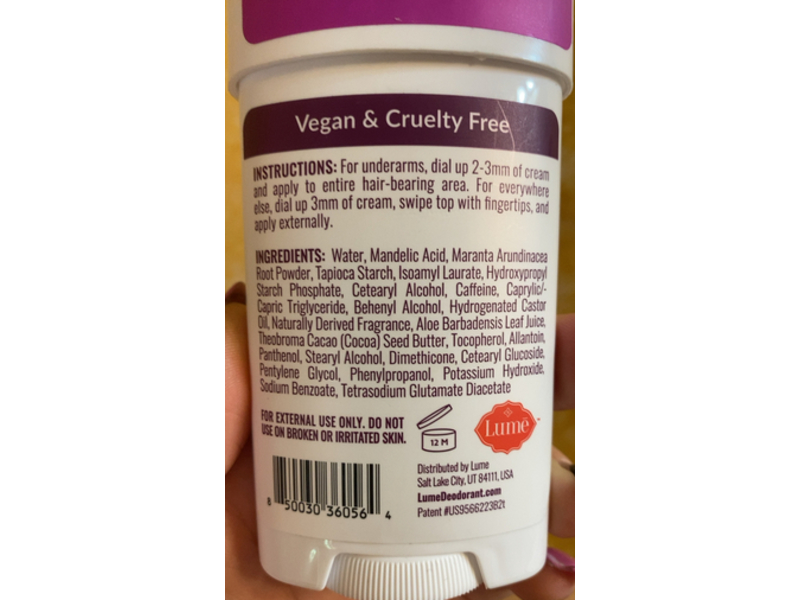 Vegan & Cruelty Free
INSTRUCTIONS: For underarms, dial up 2-3mm of cream
and apply to entire hair-bearing area. For everywhere
else, dial up 3mm of cream, swipe top with fingertips, and
apply externally.
INGREDIENTS: Water, Mandelic Acid, Maranta Arundinacea
Root Powder, Tapioca Starch, Isoamyl Laurate, Hydroxypropyl
Starch Phosphate, Cetearyl Alcohol, Caffeine, Caprylic/-
Capric Triglyceride, Behenyl Alcohol, Hydrogenated Castor
Oil, Naturally Derived Fragrance, Aloe Barbadensis Leaf Juice,
Theobroma Cacao (Cocoa) Seed Butter, Tocopherol, Allantoin,
Panthenol, Stearyl Alcohol, Dimethicone, Cetearyl Glucoside,
Pentylene Glycol, Phenylpropanol, Potassium Hydroxide,
Sodium Benzoate, Tetrasodium Glutamate Diacetate
FOR EXTERNAL USE ONLY. DO NOT
USE ON BROKEN OR IRRITATED SKIN.
12 M
Lumē
8 50030 36056 4
Distributed by Lume
Salt Lake City, UT 84111, USA
LumeDeodorant.com
Patent #US9566223B2t